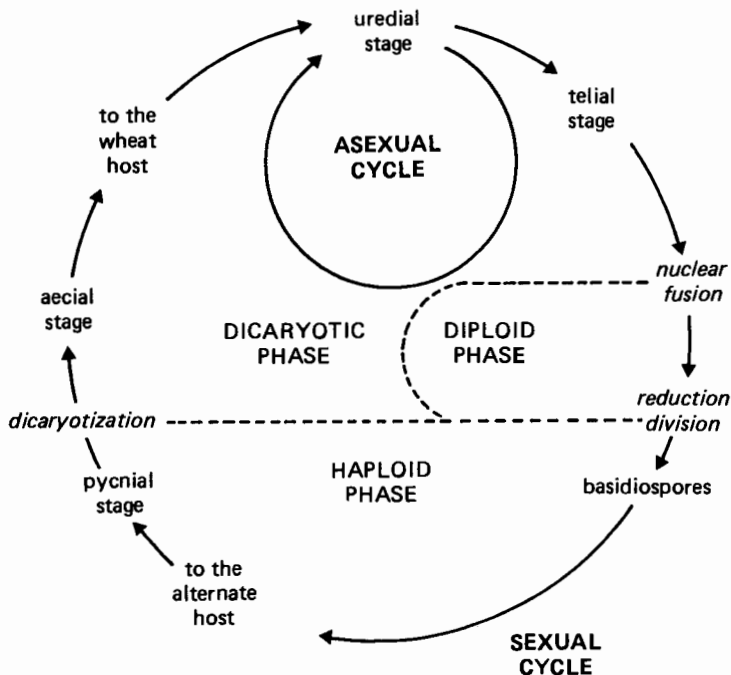 uredial
stage
telial
stage
to the
wheat
host
ASEXUAL
CYCLE
nuclear
fusion
aecial
stage
DICARYOTIC
PHASE
DIPLOID
PHASE
dicaryotization
reduction
division
HAPLOID
PHASE
pycnial
stage
basidiospores
to the
alternate
host
SEXUAL
CYCLE